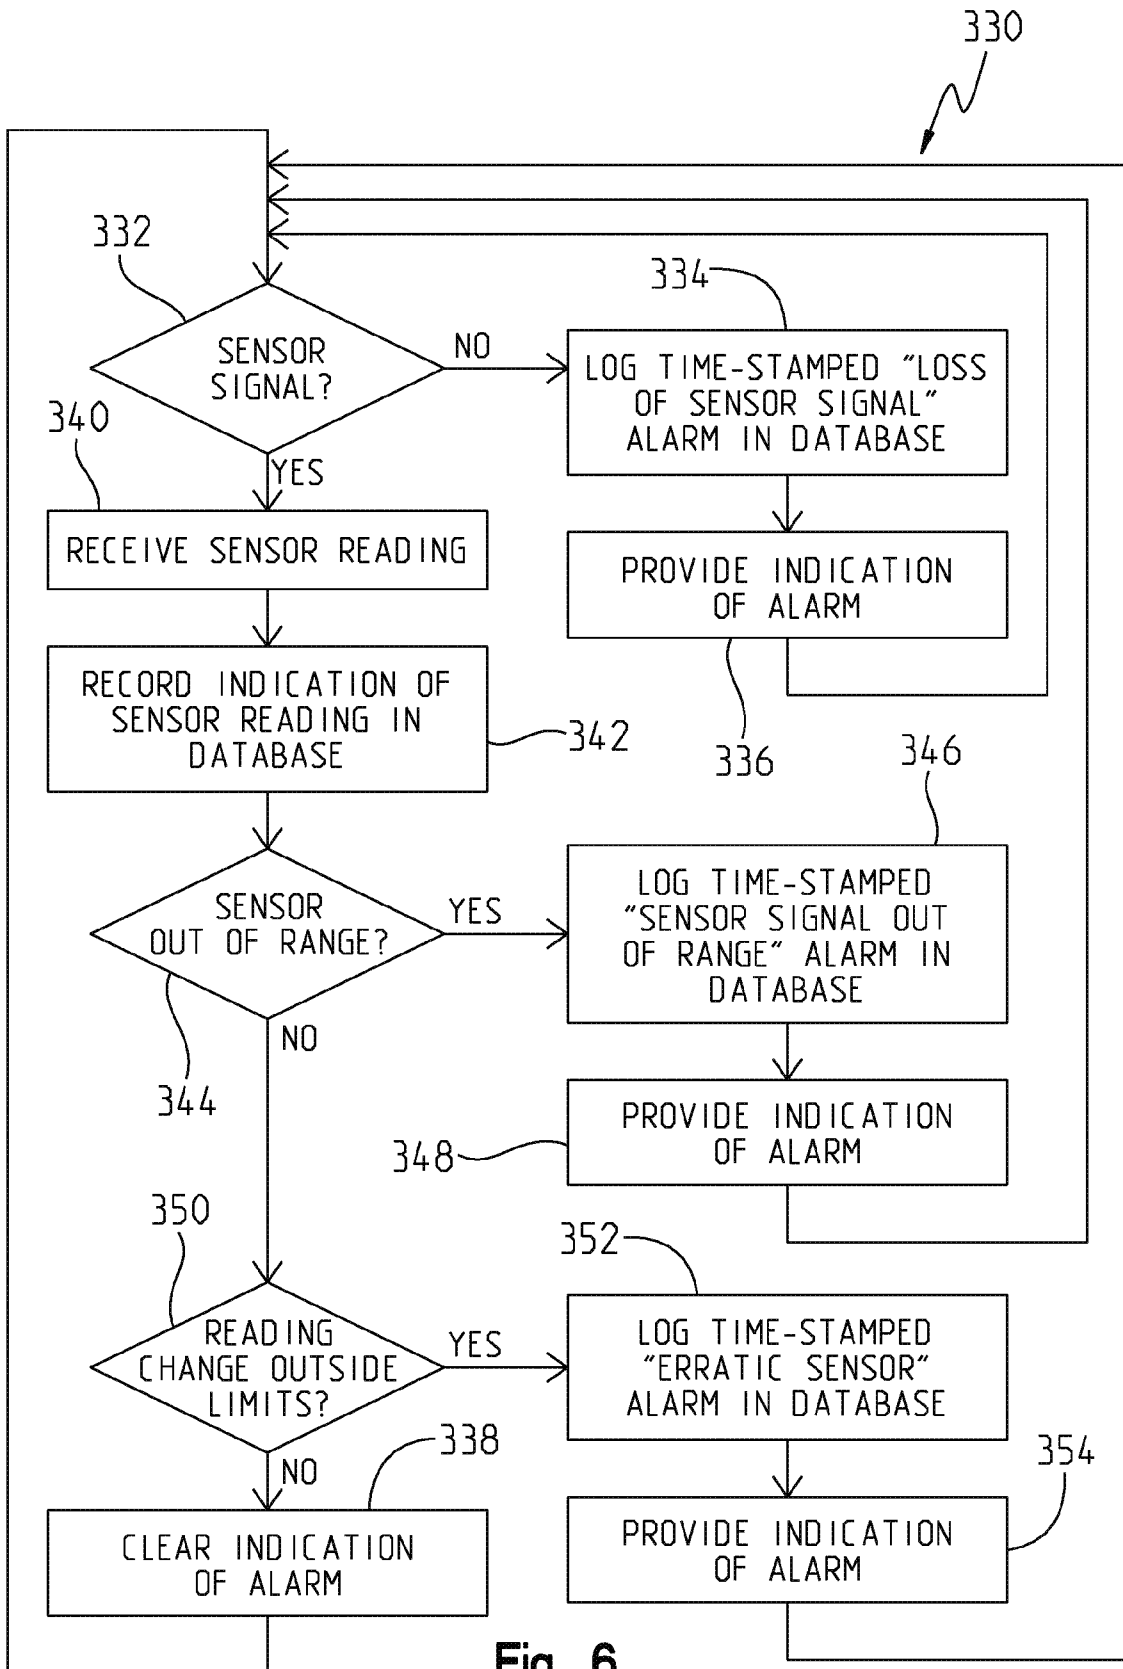 330
332
SENSOR
SIGNAL?
NO
334
LOG TIME-STAMPED "LOSS
OF SENSOR SIGNAL"
ALARM IN DATABASE
340
YES
RECEIVE SENSOR READING
PROVIDE INDICATION
OF ALARM
336
RECORD INDICATION OF
SENSOR READING IN
DATABASE
342
346
SENSOR
OUT OF RANGE?
YES
LOG TIME-STAMPED
"SENSOR SIGNAL OUT
OF RANGE" ALARM IN
DATABASE
NO
344
PROVIDE INDICATION
OF ALARM
348
350
READING
CHANGE OUTSIDE
LIMITS?
YES
352
LOG TIME-STAMPED
"ERRATIC SENSOR"
ALARM IN DATABASE
NO
338
CLEAR INDICATION
OF ALARM
354
PROVIDE INDICATION
OF ALARM
Fig. 6